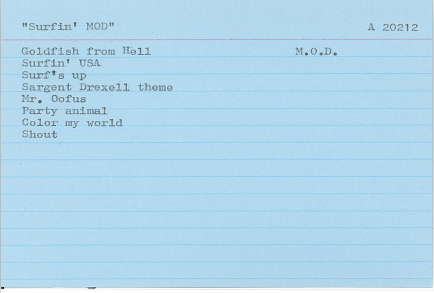 "Surfin' MOD" A 20212
Goldfish from Hell M.O.D.
Surfin' USA
Surf's up
Sargent Drexell theme
Mr. Oofus
Party animal
Color my world
Shout